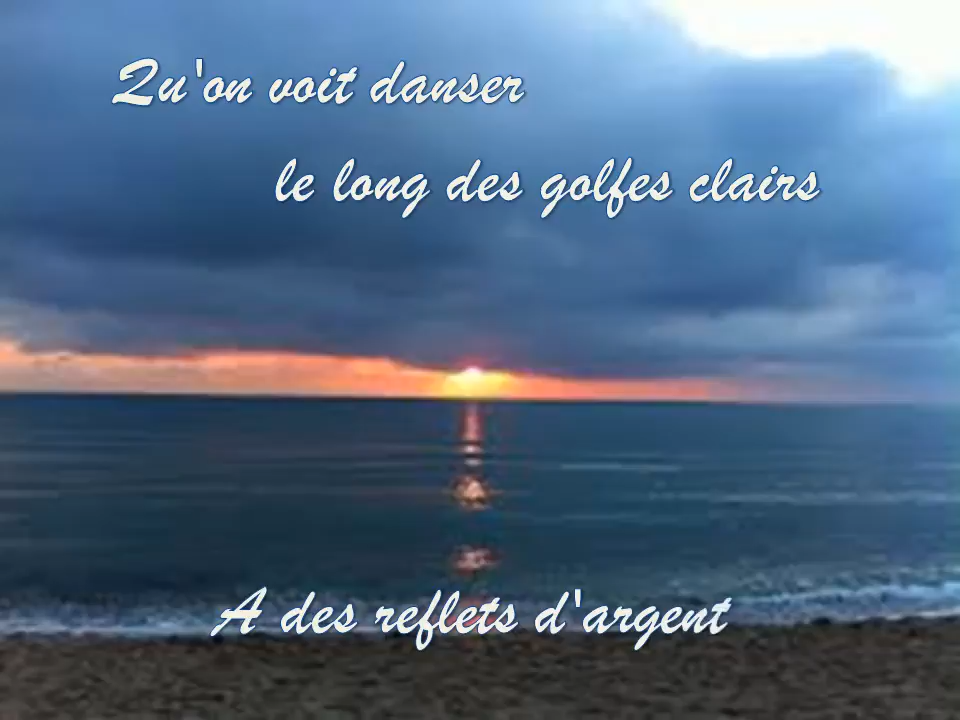 Qu'on voit danser
le long des golfes clairs
A des reflets d'argent